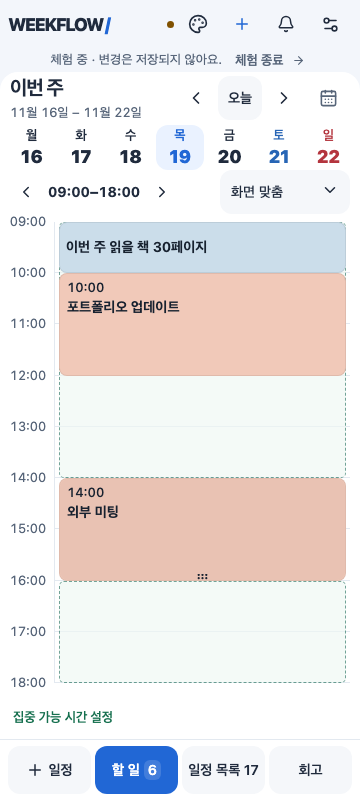 WEEKFLOW/
체험 중 · 변경은 저장되지 않아요. 체험 종료 →
이번 주
11월 16일 – 11월 22일
오늘
월 화 수 목 금 토 일
16 17 18 19 20 21 22
09:00–18:00
화면 맞춤
09:00
이번 주 읽을 책 30페이지
10:00
10:00
포트폴리오 업데이트
11:00
12:00
13:00
14:00
14:00
외부 미팅
15:00
16:00
17:00
18:00
집중 가능 시간 설정
+ 일정
할 일 6
일정 목록 17
회고